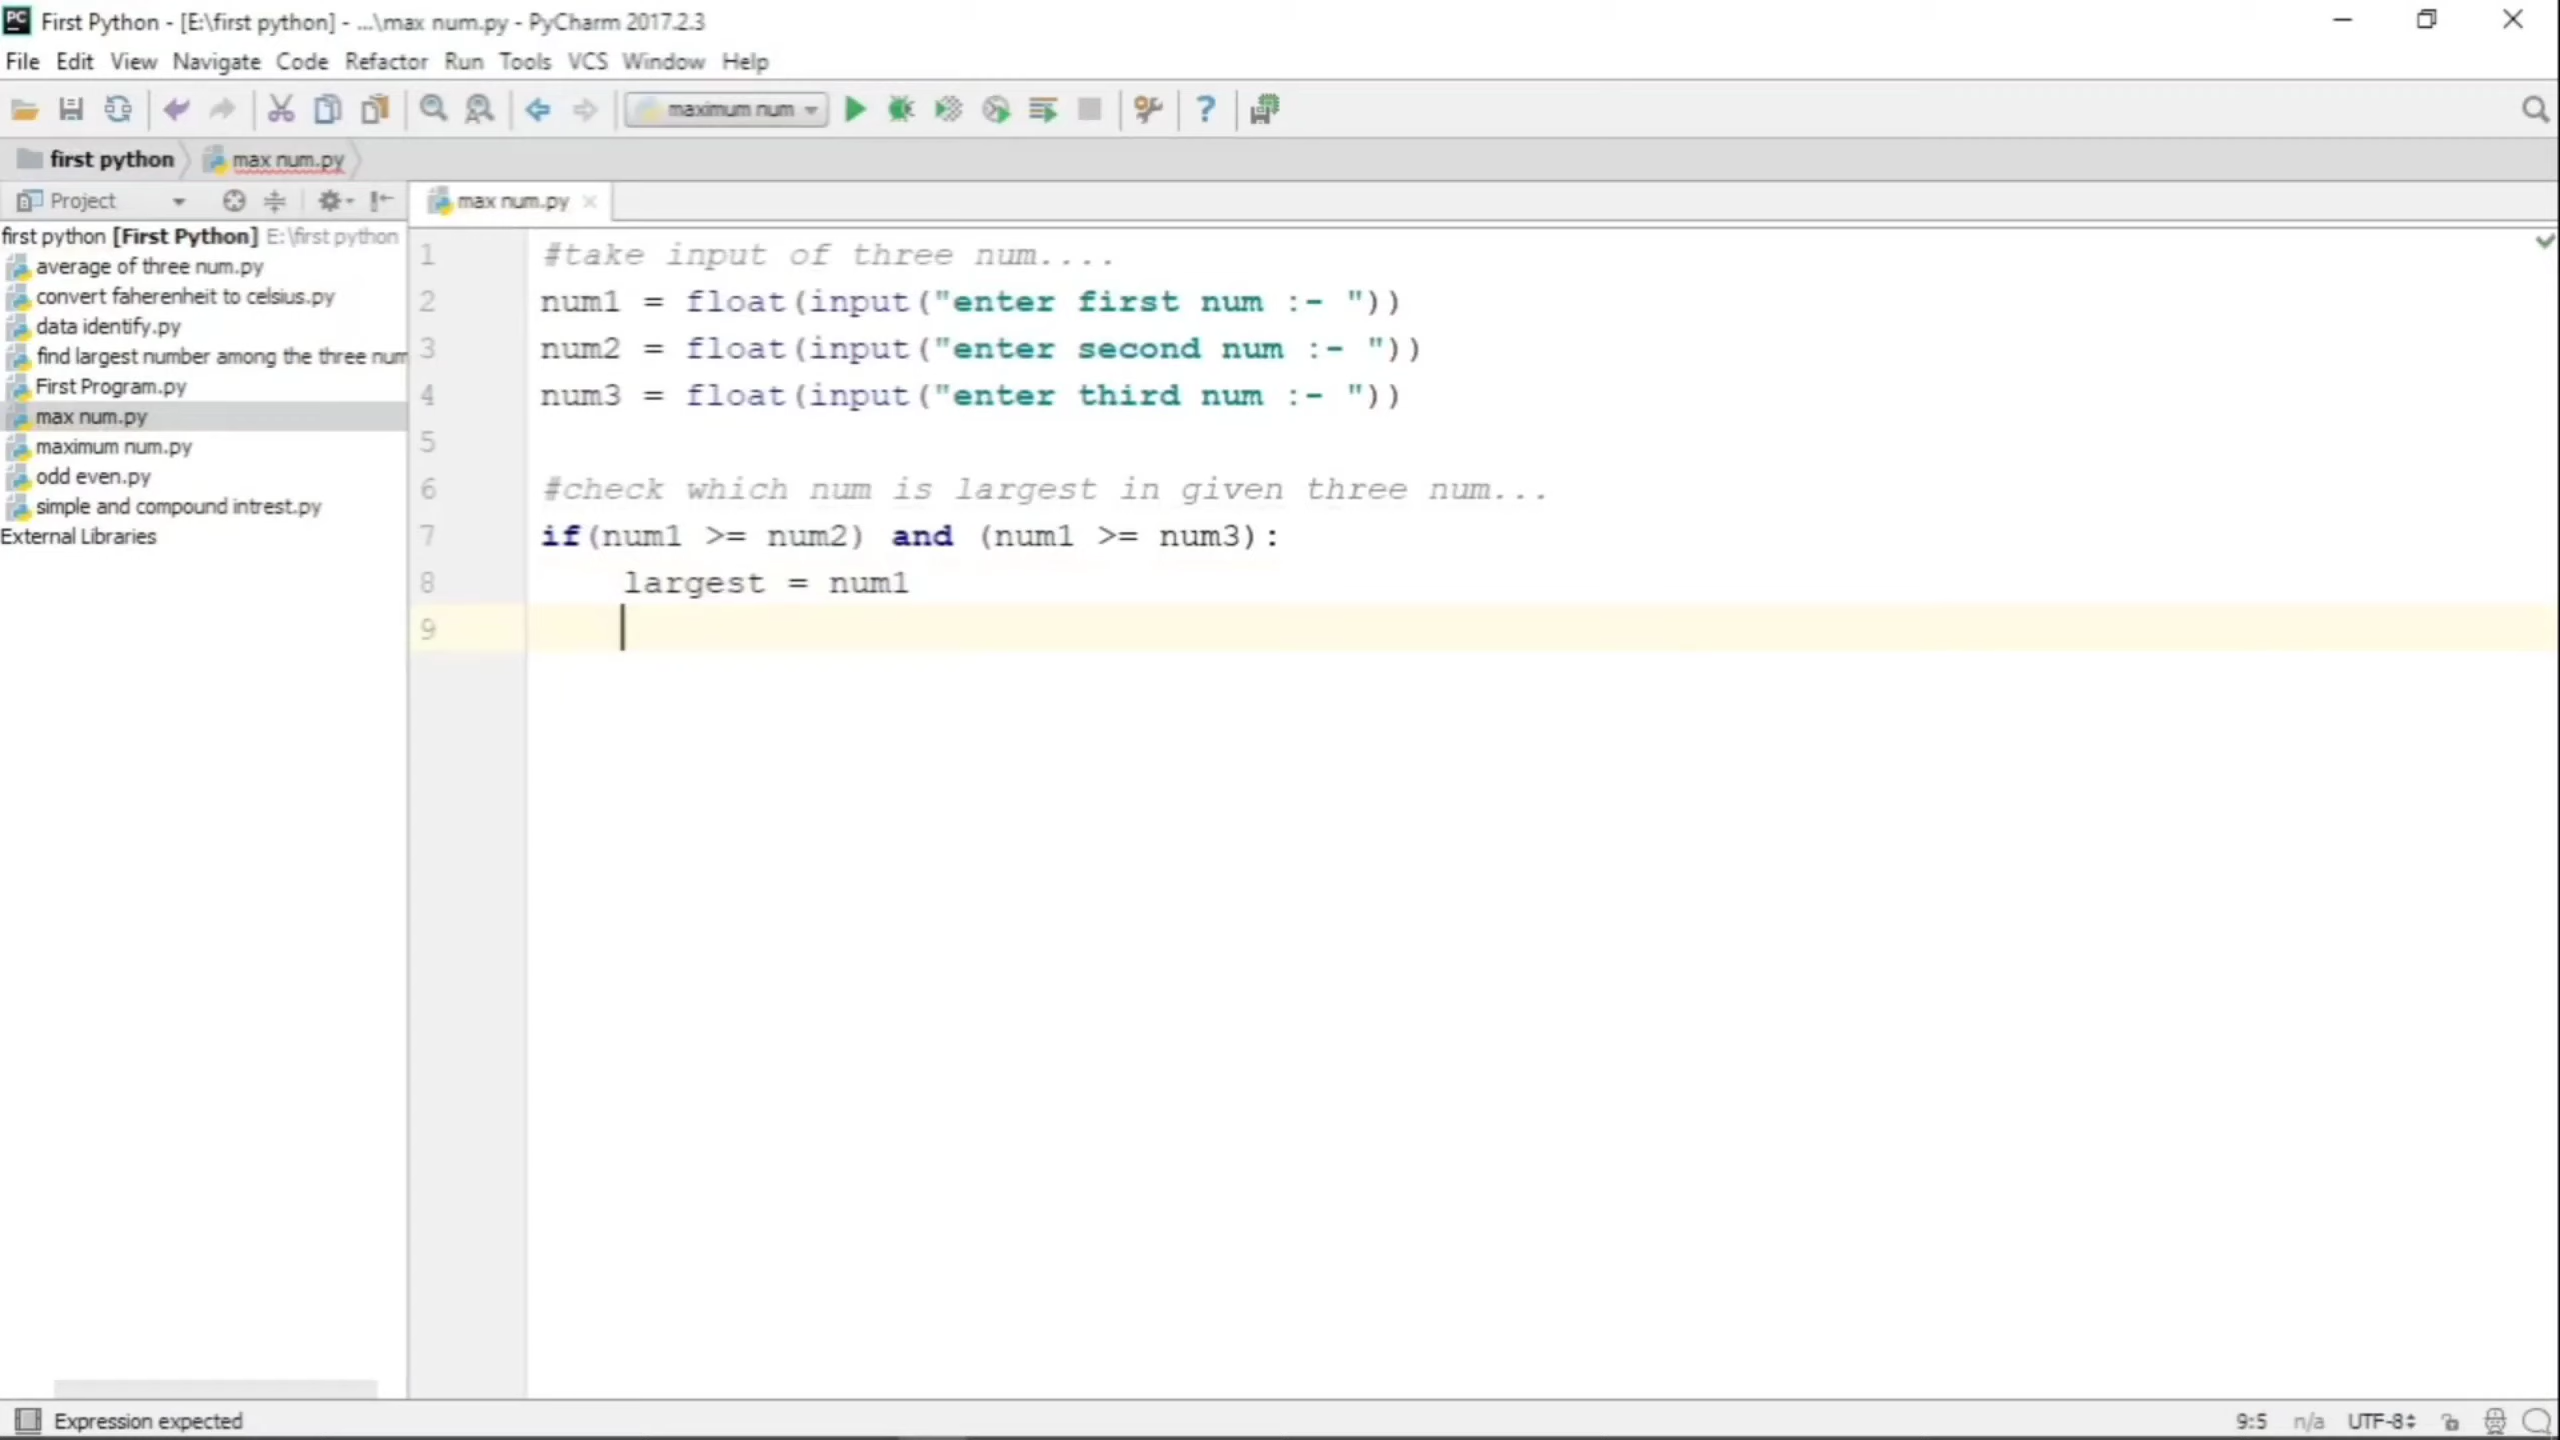 First Python - [E:\first python] - ...\max num.py - PyCharm 2017.2.3
File Edit View Navigate Code Refactor Run Tools VCS Window Help
maximum num
first python max num.py
Project
max num.py
first python [First Python] E:\first python
average of three num.py
convert faherenheit to celsius.py
data identify.py
find largest number among the three num
First Program.py
max num.py
maximum num.py
odd even.py
simple and compound intrest.py
External Libraries
1 #take input of three num....
2 num1 = float(input("enter first num :- "))
3 num2 = float(input("enter second num :- "))
4 num3 = float(input("enter third num :- "))
5
6 #check which num is largest in given three num...
7 if(num1 >= num2) and (num1 >= num3):
8 largest = num1
9
Expression expected
9:5 n/a UTF-8